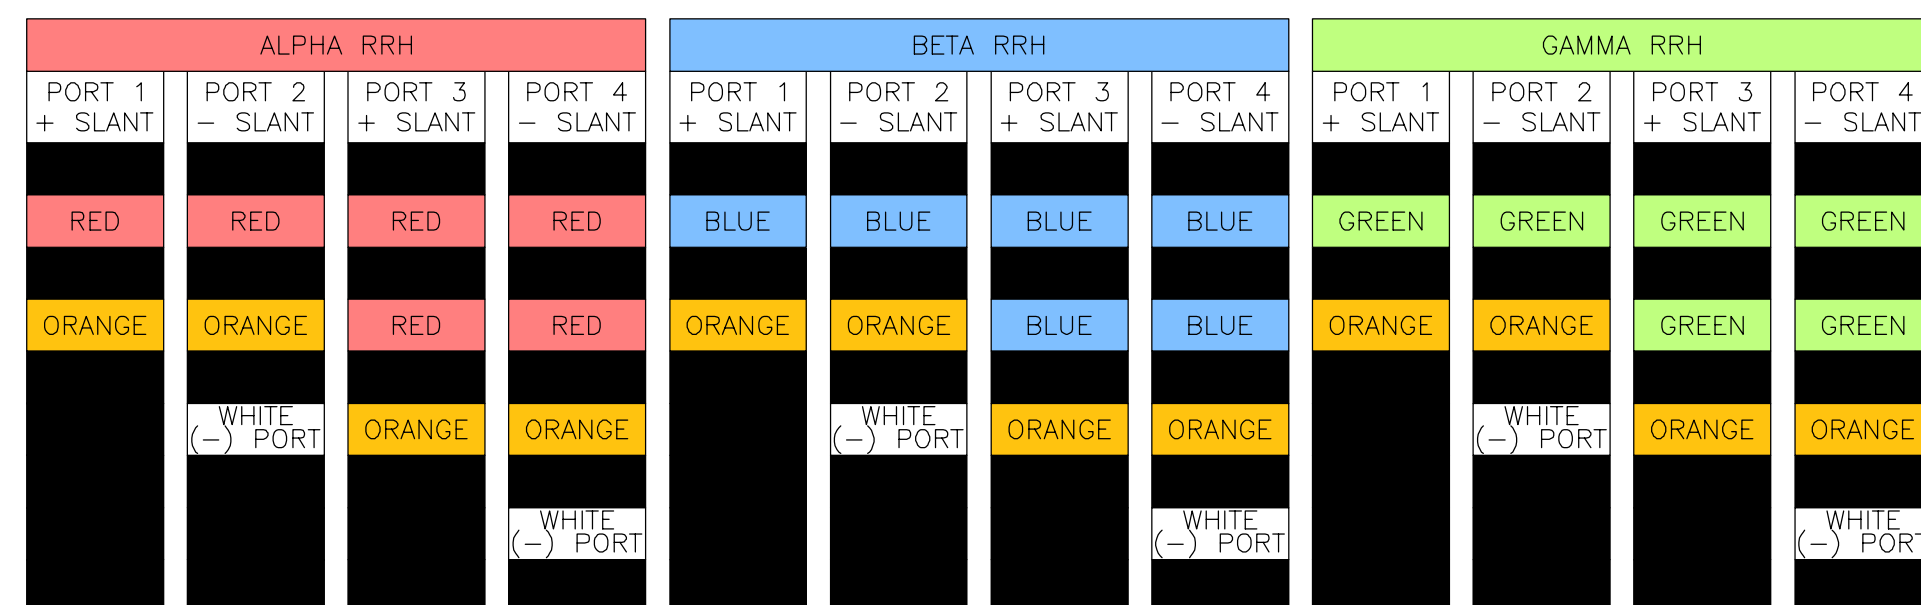 ALPHA RRH BETA RRH GAMMA RRH
PORT 1 PORT 2 PORT 3 PORT 4 PORT 1 PORT 2 PORT 3 PORT 4 PORT 1 PORT 2 PORT 3 PORT 4
+ SLANT - SLANT + SLANT - SLANT + SLANT - SLANT + SLANT - SLANT + SLANT - SLANT + SLANT - SLANT
RED RED RED RED BLUE BLUE BLUE BLUE GREEN GREEN GREEN GREEN
ORANGE ORANGE RED RED ORANGE ORANGE BLUE BLUE ORANGE ORANGE GREEN GREEN
WHITE ORANGE ORANGE WHITE ORANGE ORANGE WHITE ORANGE ORANGE
(-) PORT (-) PORT (-) PORT
WHITE WHITE WHITE
(-) PORT (-) PORT (-) PORT